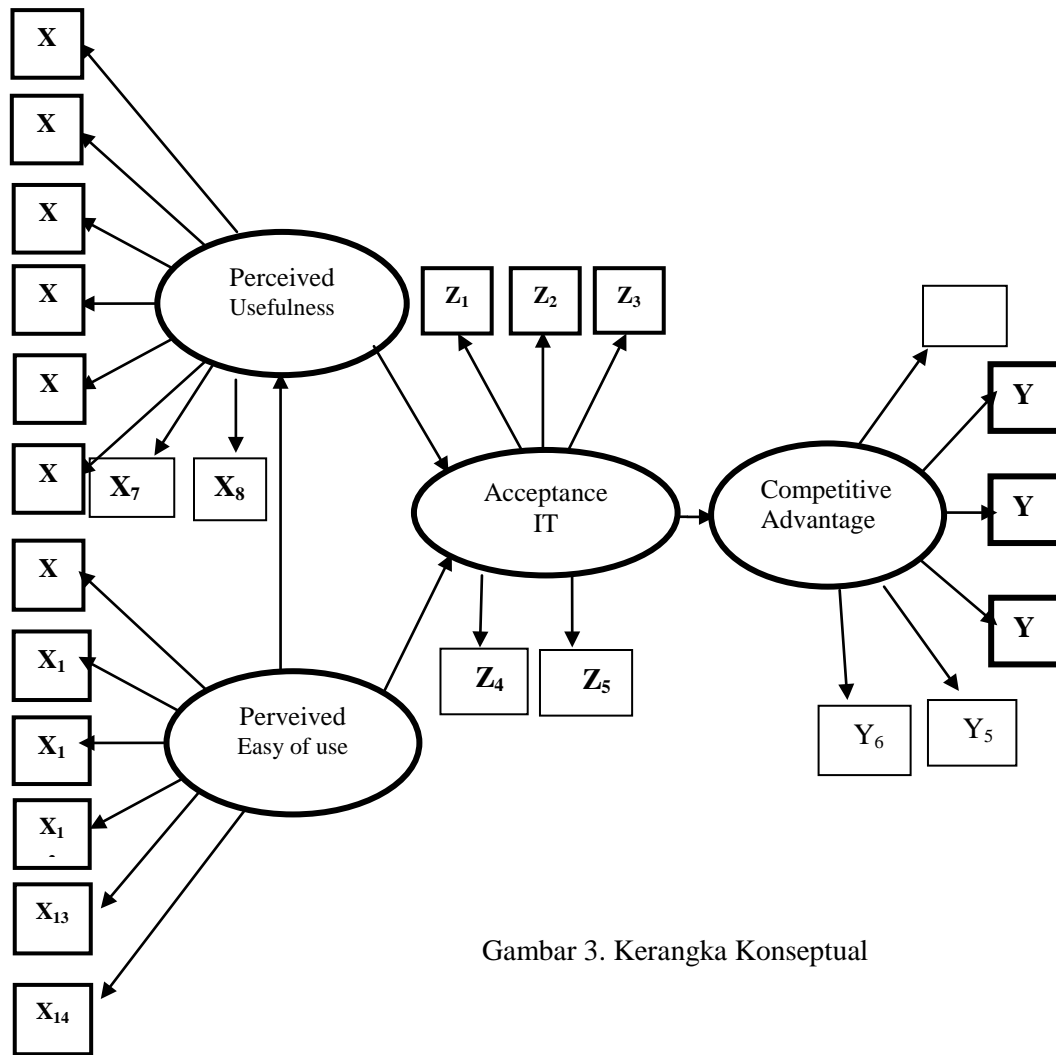 X
X
X
X
X
X
X₇
X₈
Perceived
Usefulness
Z₁
Z₂
Z₃
Acceptance
IT
Z₄
Z₅
Competitive
Advantage
Y
Y
Y
Y₆
Y₅
X
X₁
X₁
X₁
X₁₃
X₁₄
Perveived
Easy of use
Gambar 3. Kerangka Konseptual